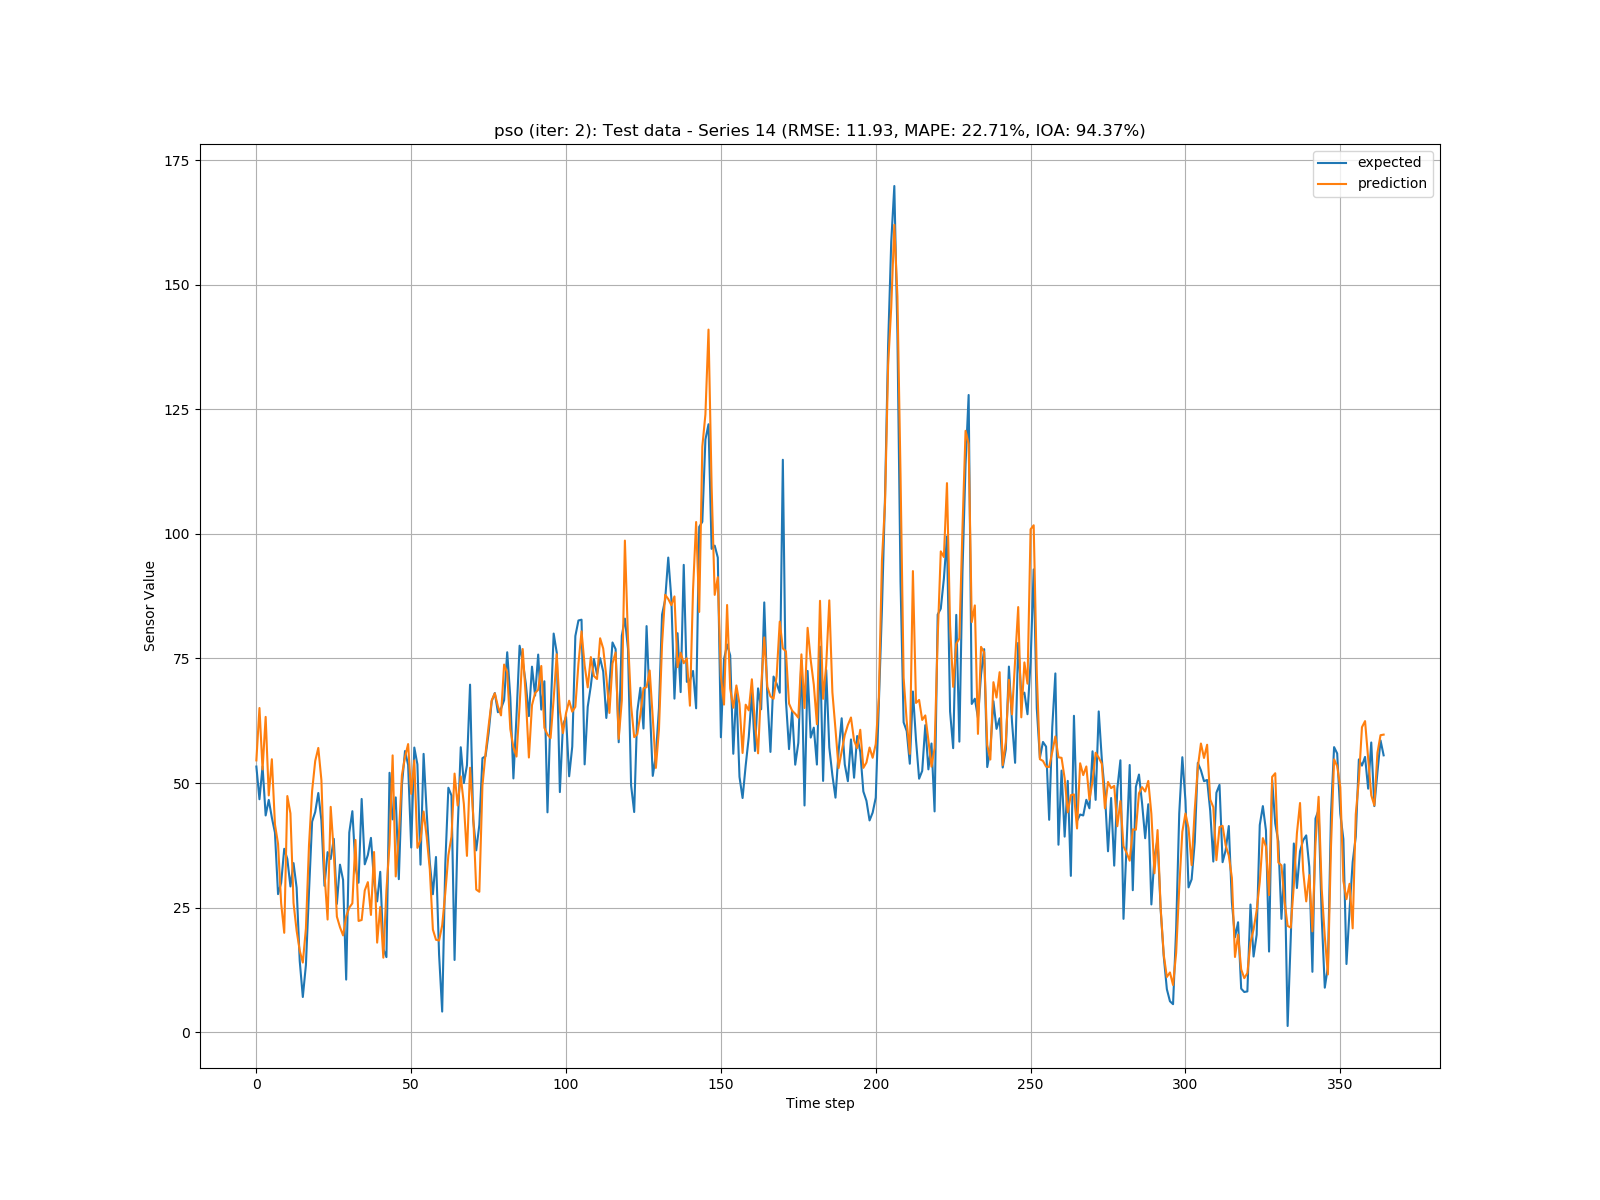 pso (iter: 2): Test data - Series 14 (RMSE: 11.93, MAPE: 22.71%, IOA: 94.37%)
expected
prediction
175
150
125
100
75
50
25
0
Sensor Value
0 50 100 150 200 250 300 350
Time step